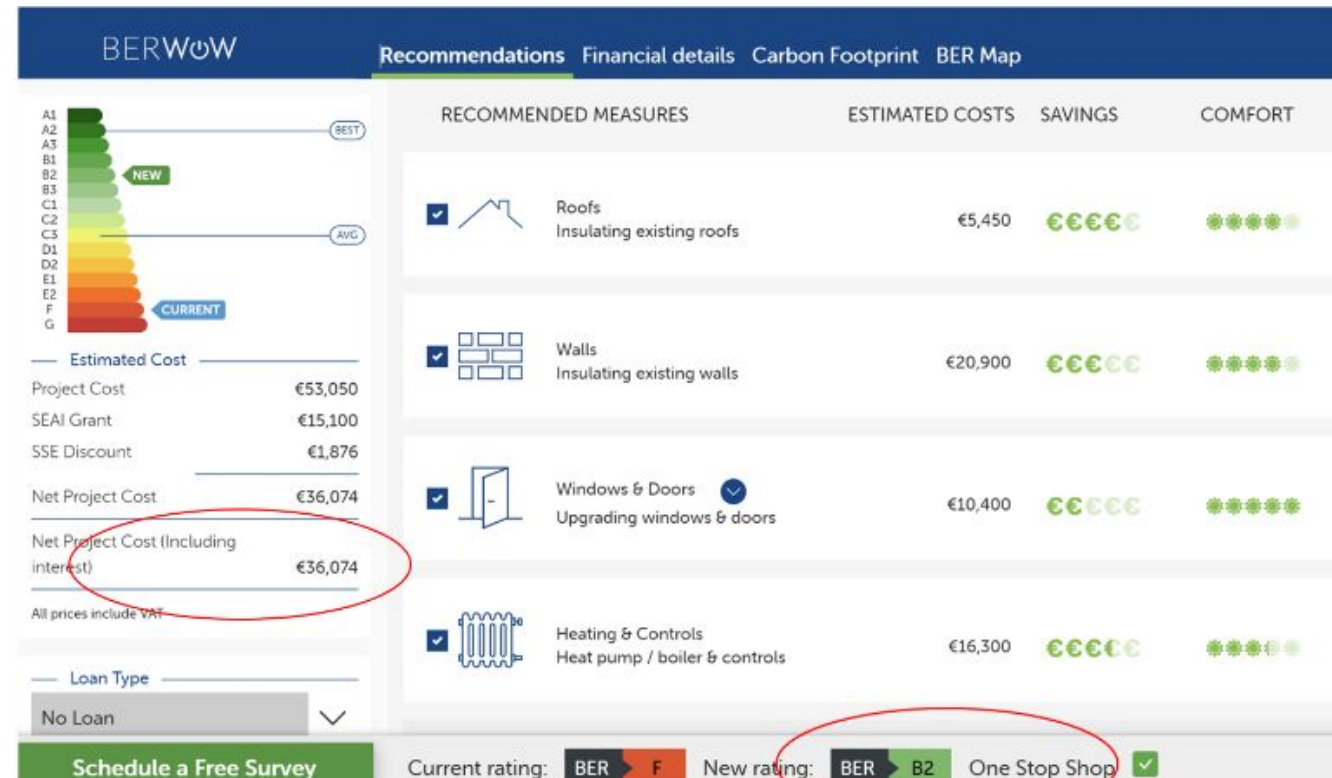 BERWOW
Recommendations Financial details Carbon Footprint BER Map
A1
A2
A3
B1
B2
B3
C1
C2
C3
D1
D2
E1
E2
F
G
BEST
NEW
AVG
CURRENT
Estimated Cost
Project Cost €53,050
SEAI Grant €15,100
SSE Discount €1,876
Net Project Cost €36,074
Net Project Cost (Including
interest) €36,074
All prices include VAT
Loan Type
No Loan
Schedule a Free Survey
RECOMMENDED MEASURES ESTIMATED COSTS SAVINGS COMFORT
Roofs
Insulating existing roofs
€5,450 €€€€€
Walls
Insulating existing walls
€20,900 €€€€€
Windows & Doors
Upgrading windows & doors
€10,400 €€€€€
Heating & Controls
Heat pump / boiler & controls
€16,300 €€€€€
Current rating: BER F New rating: BER B2 One Stop Shop